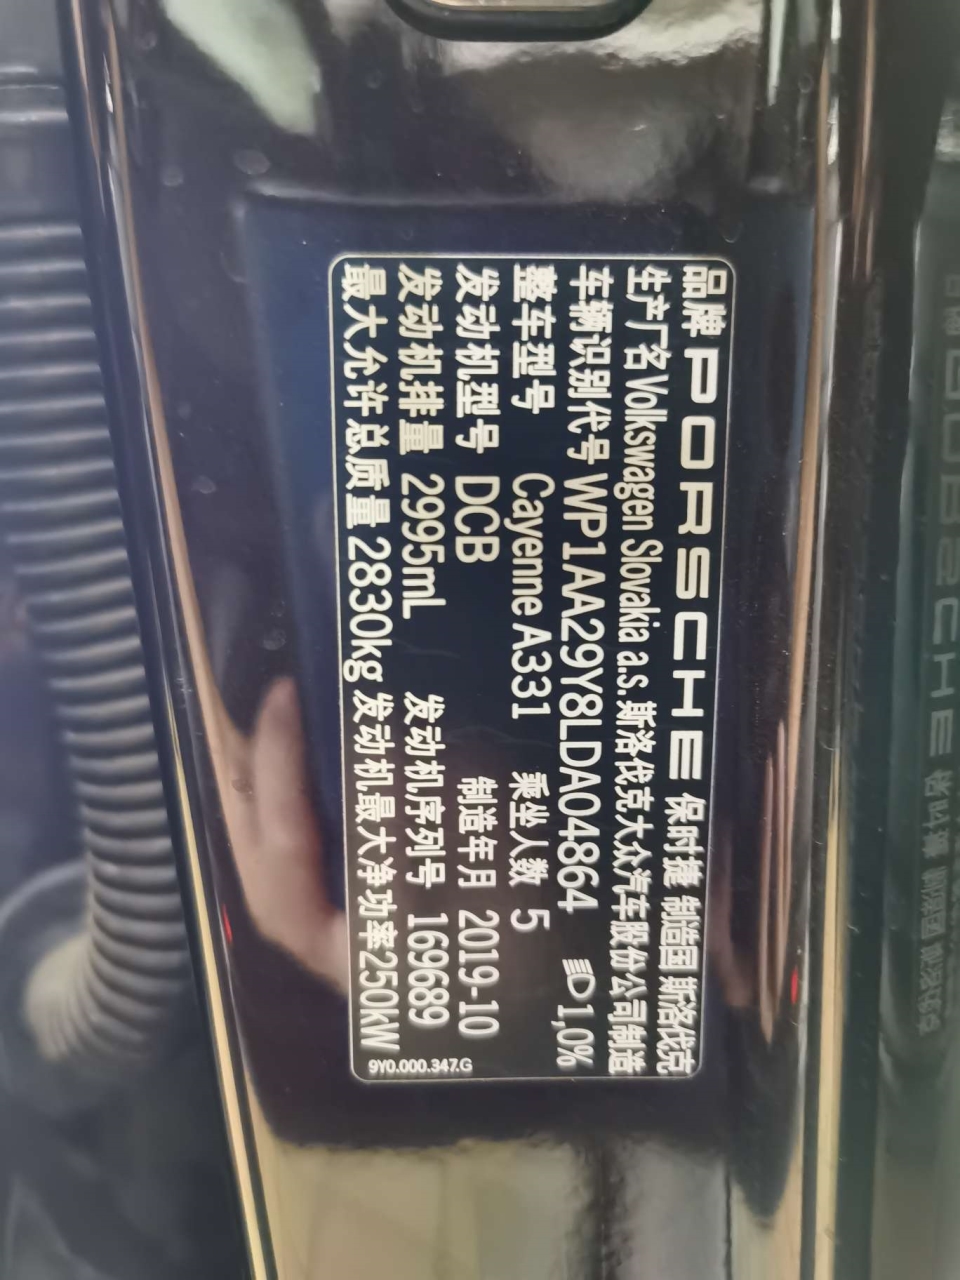 品牌 PORSCHE 保时捷 制造国 斯洛伐克
生产厂名 Volkswagen Slovakia a.s. 斯洛伐克大众汽车股份公司制造
车辆识别代号 WP1AA29Y8LDA04864 1,0%
整车型号 Cayenne A331 乘坐人数 5
发动机型号 DCB 制造年月 2019-10
发动机排量 2995mL 发动机序列号 169689
最大允许总质量 2830kg 发动机最大净功率250kW
9Y0.000.347.G